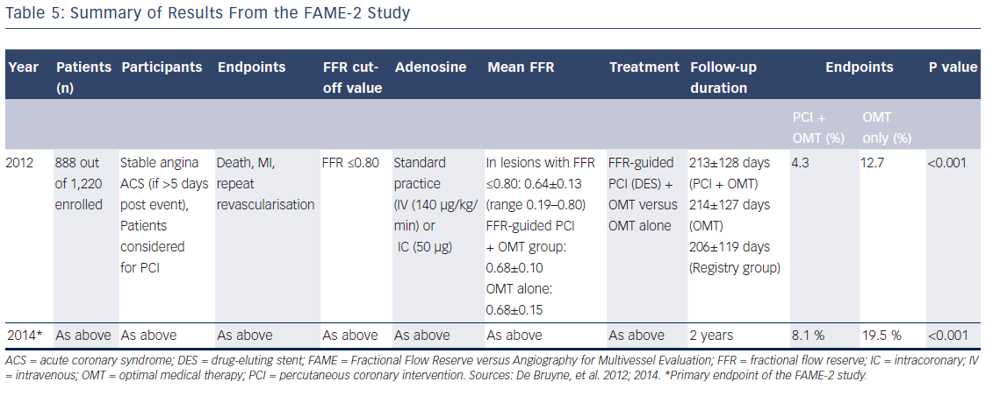 Table 5: Summary of Results From the FAME-2 Study
Year Patients (n) Participants Endpoints FFR cut-off value Adenosine Mean FFR Treatment Follow-up duration Endpoints P value
PCI + OMT (%) OMT only (%)
2012
888 out
of 1,220
enrolled
Stable angina
ACS (if >5 days
post event),
Patients
considered
for PCI
Death, MI,
repeat
revascularisation
FFR ≤0.80
Standard
practice
(IV (140 µg/kg/
min) or
IC (50 µg)
In lesions with FFR
≤0.80: 0.64±0.13
(range 0.19–0.80)
FFR-guided PCI
+ OMT group:
0.68±0.10
OMT alone:
0.68±0.15
FFR-guided
PCI (DES) +
OMT versus
OMT alone
213±128 days
(PCI + OMT)
214±127 days
(OMT)
206±119 days
(Registry group)
4.3
12.7
<0.001
2014* As above As above As above As above As above As above As above 2 years 8.1 % 19.5 % <0.001
ACS = acute coronary syndrome; DES = drug-eluting stent; FAME = Fractional Flow Reserve versus Angiography for Multivessel Evaluation; FFR = fractional flow reserve; IC = intracoronary; IV
= intravenous; OMT = optimal medical therapy; PCI = percutaneous coronary intervention. Sources: De Bruyne, et al. 2012; 2014. *Primary endpoint of the FAME-2 study.